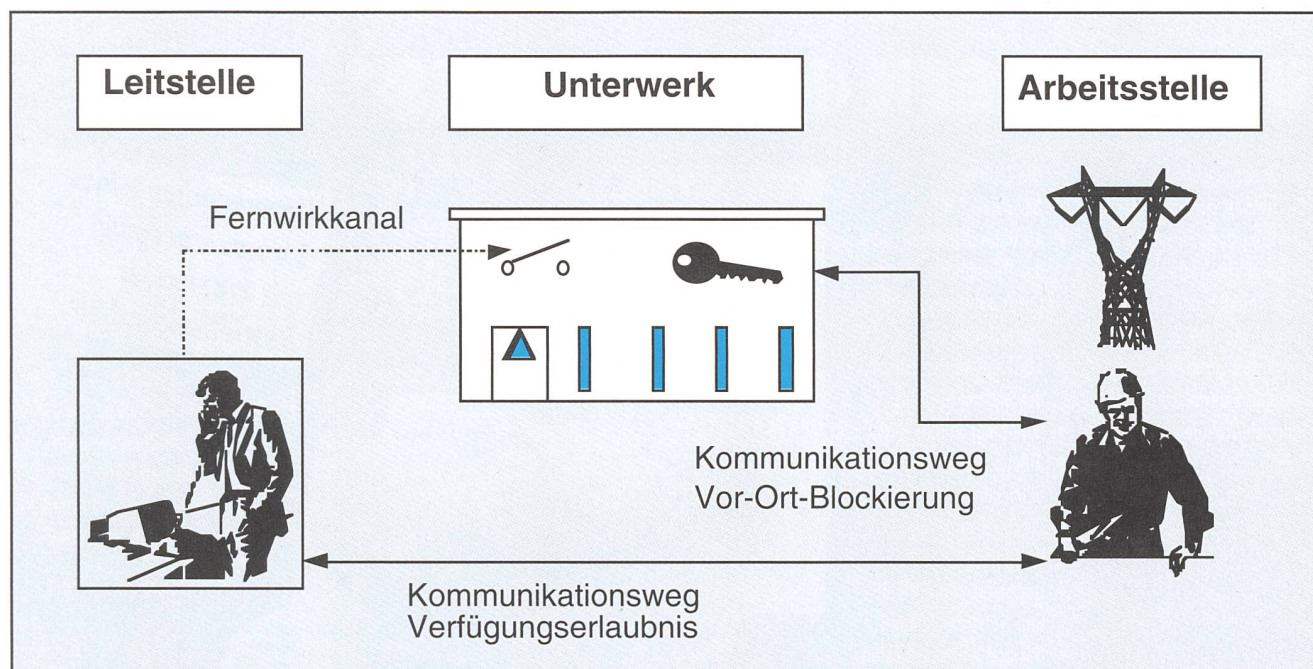 Leitstelle
Unterwerk
Arbeitsstelle
Fernwirkkanal
Kommunikationsweg
Vor-Ort-Blockierung
Kommunikationsweg
Verfügungserlaubnis